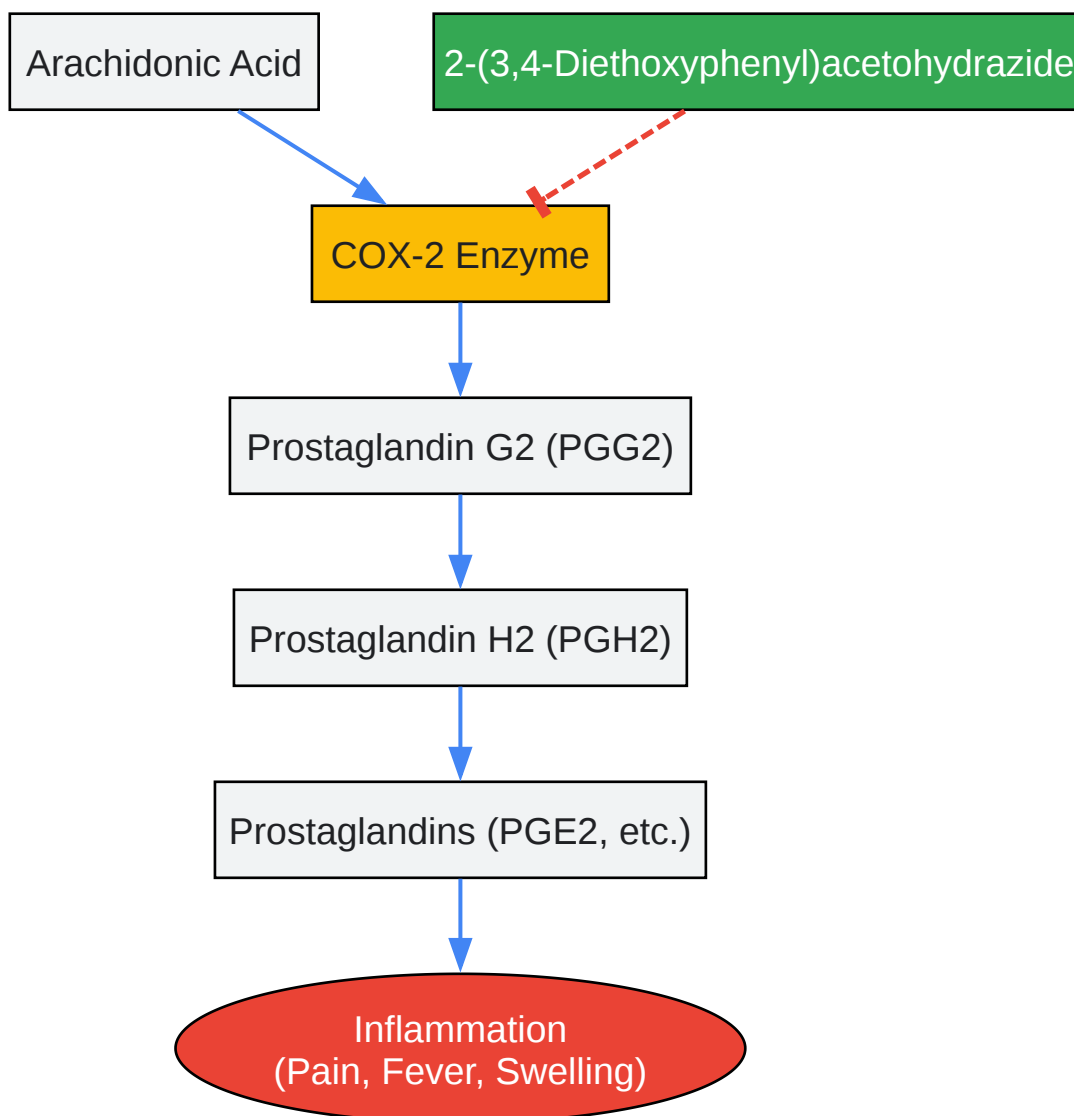 Arachidonic Acid
2-(3,4-Diethoxyphenyl)acetohydrazide
COX-2 Enzyme
Prostaglandin G2 (PGG2)
Prostaglandin H2 (PGH2)
Prostaglandins (PGE2, etc.)
Inflammation
(Pain, Fever, Swelling)